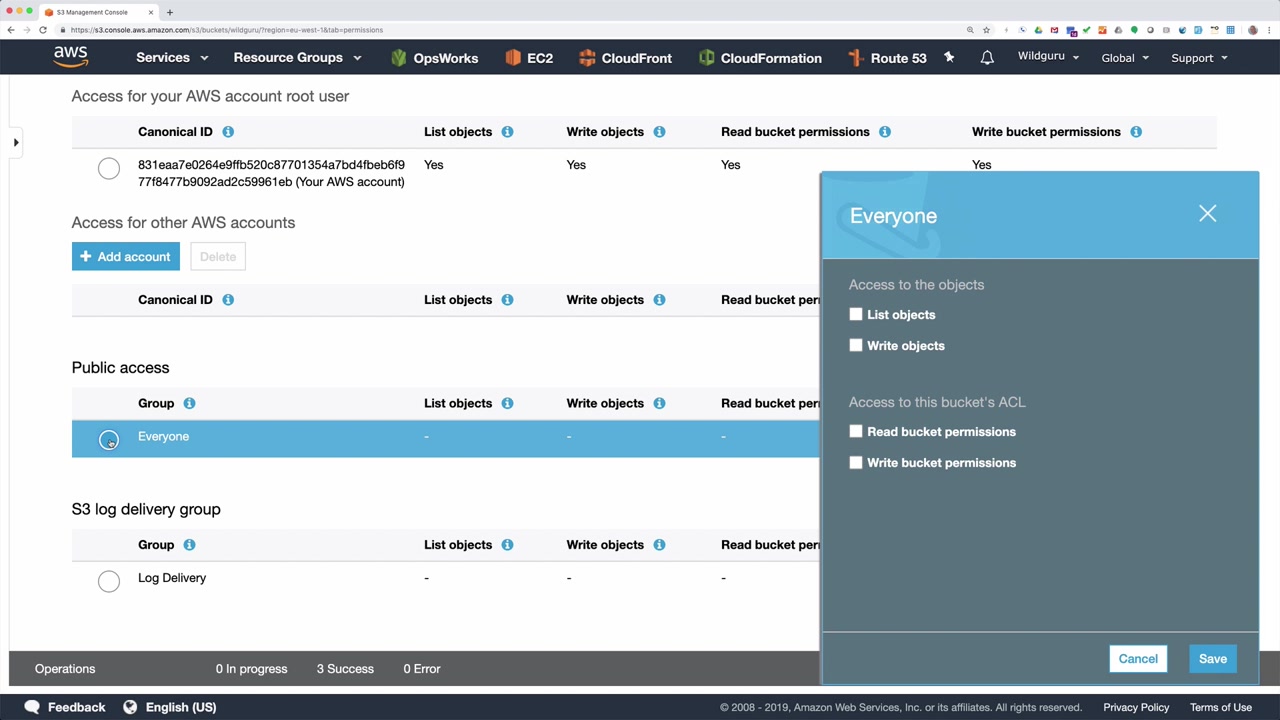 S3 Management Console
https://s3.console.aws.amazon.com/s3/buckets/wildguru/?region=eu-west-1&tab=permissions
aws
Services
Resource Groups
OpsWorks
EC2
CloudFront
CloudFormation
Route 53
Wildguru
Global
Support
Access for your AWS account root user
Canonical ID List objects Write objects Read bucket permissions Write bucket permissions
831eaa7e0264e9ffb520c87701354a7bd4fbeb6f9 Yes Yes Yes Yes
77f8477b9092ad2c59961eb (Your AWS account)
Access for other AWS accounts
+ Add account Delete
Canonical ID List objects Write objects Read bucket per
Public access
Group List objects Write objects Read bucket per
Everyone - - -
S3 log delivery group
Group List objects Write objects Read bucket per
Log Delivery - - -
Everyone
Access to the objects
List objects
Write objects
Access to this bucket's ACL
Read bucket permissions
Write bucket permissions
Cancel Save
Operations 0 In progress 3 Success 0 Error
Feedback English (US) © 2008 - 2019, Amazon Web Services, Inc. or its affiliates. All rights reserved. Privacy Policy Terms of Use